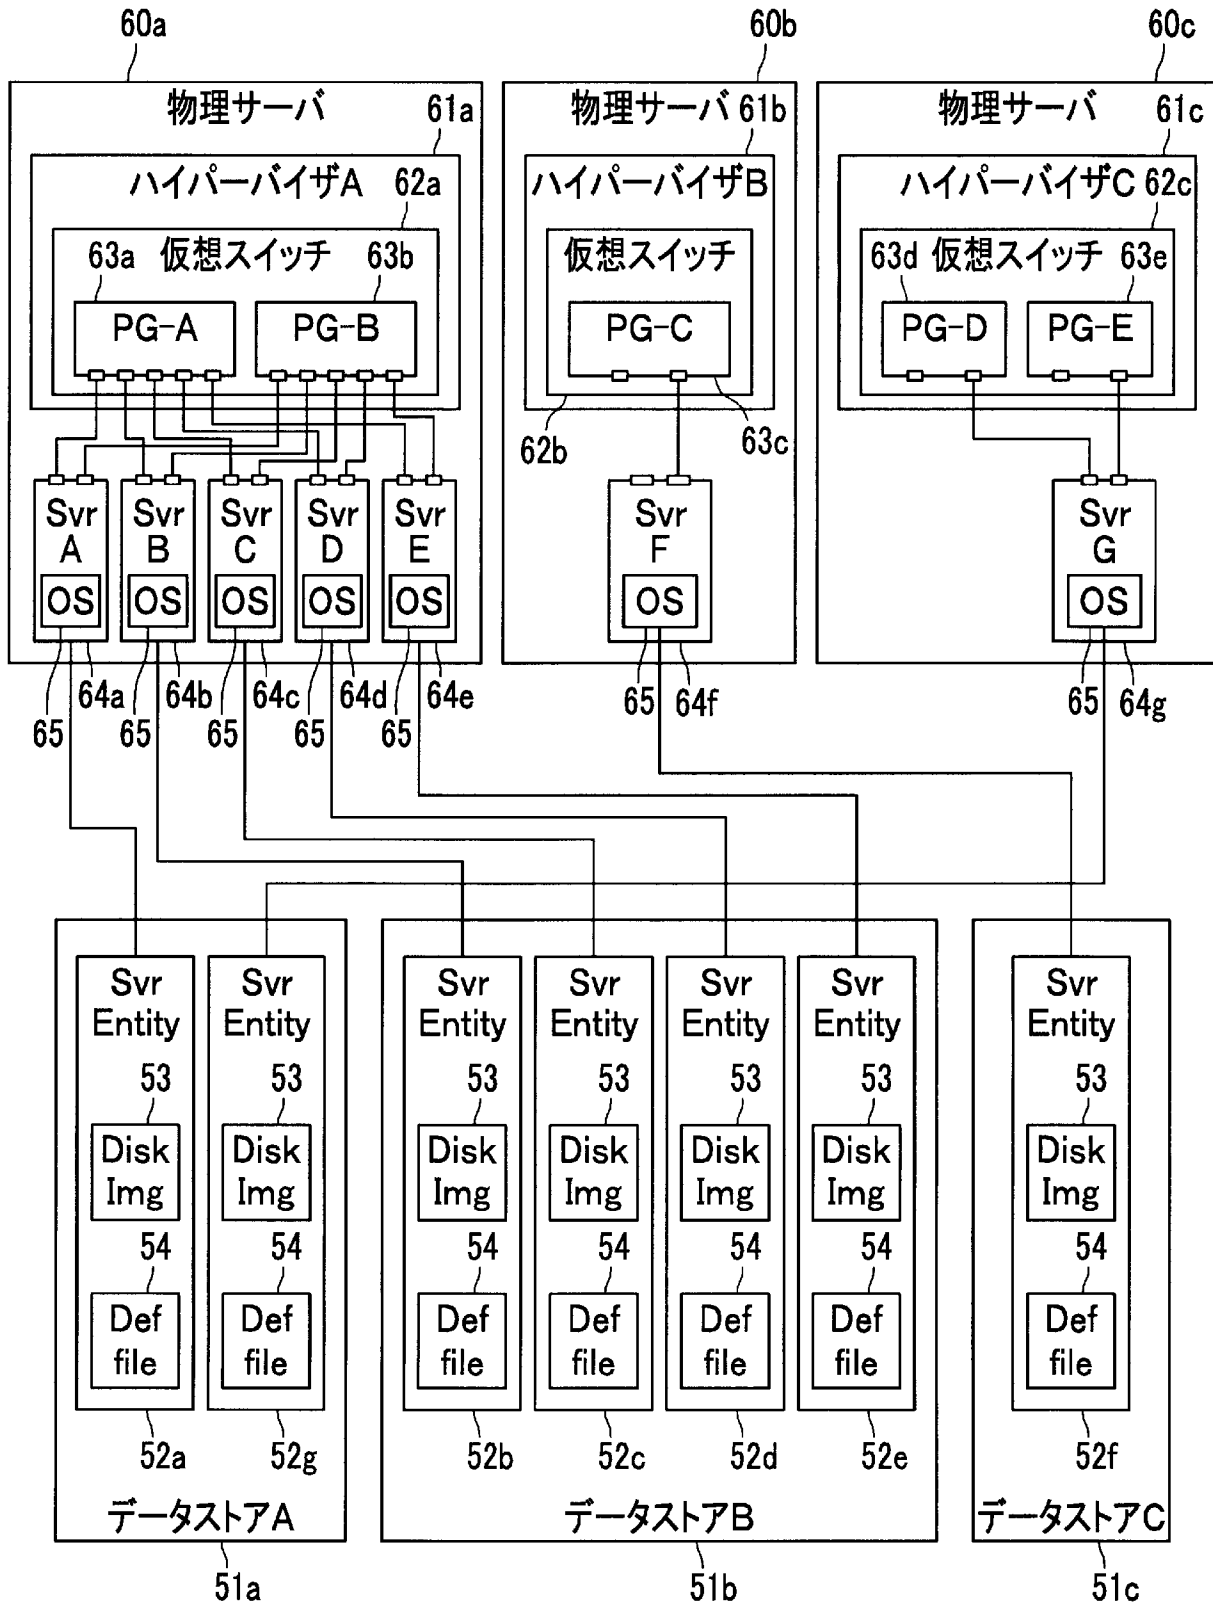 60a 60b 60c
物理サーバ 物理サーバ 物理サーバ
61a 61b 61c
ハイパーバイザA ハイパーバイザB ハイパーバイザC
62a 62c
63a 仮想スイッチ 63b 仮想スイッチ 63d 仮想スイッチ 63e
PG-A PG-B PG-C PG-D PG-E
62b 63c
Svr A Svr B Svr C Svr D Svr E Svr F Svr G
OS OS OS OS OS OS OS
65 64a 65 64b 65 64c 65 64d 65 64e 65 64f 65 64g
Svr Svr Svr Svr Svr Svr Svr
Entity Entity Entity Entity Entity Entity Entity
53 53 53 53 53 53 53
Disk Disk Disk Disk Disk Disk Disk
Img Img Img Img Img Img Img
54 54 54 54 54 54 54
Def Def Def Def Def Def Def
file file file file file file file
52a 52g 52b 52c 52d 52e 52f
データストアA データストアB データストアC
51a 51b 51c